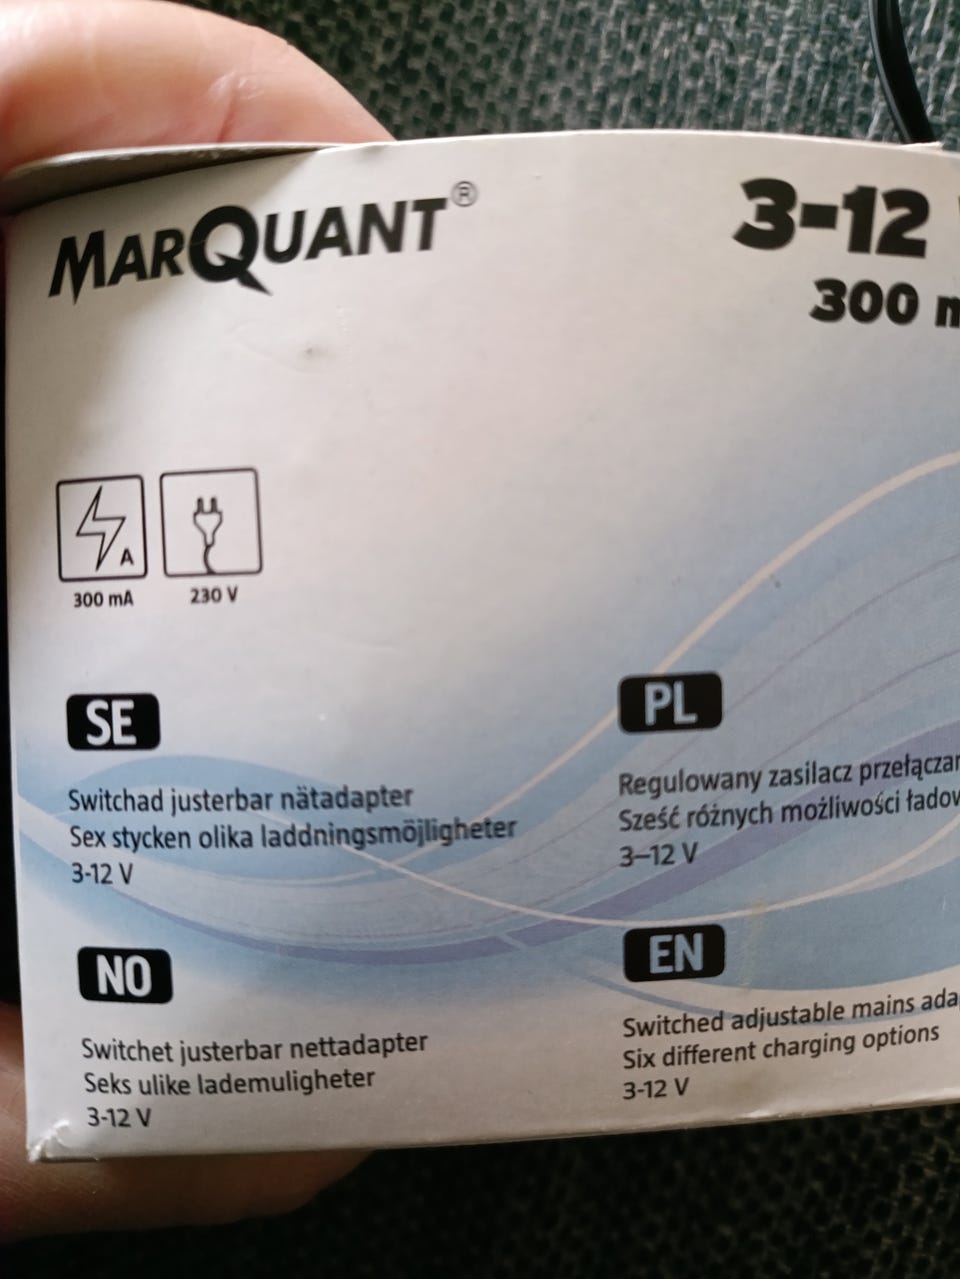 MARQUANT®
3-12
300
A
300 mA
230 V
SE
Switchad justerbar nätadapter
Sex stycken olika laddningsmöjligheter
3-12 V
PL
Regulowany zasilacz
Sześć różnych możliwości
3–12 V
NO
Switchet justerbar nettadapter
Seks ulike lademuligheter
3-12 V
EN
Switched adjustable mains
Six different charging options
3-12 V